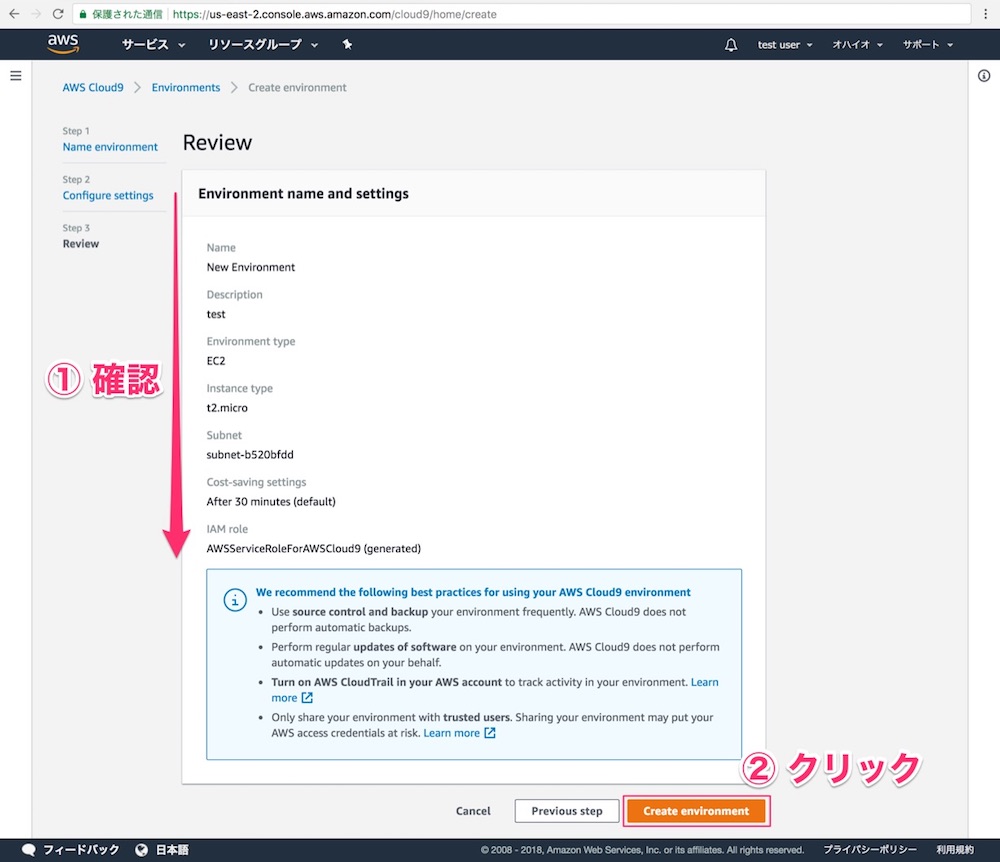 保護された通信 https://us-east-2.console.aws.amazon.com/cloud9/home/create
aws サービス リソースグループ test user オハイオ サポート
AWS Cloud9 Environments Create environment
Step 1
Name environment
Step 2
Configure settings
Step 3
Review
Review
Environment name and settings
Name
New Environment
Description
test
Environment type
EC2
Instance type
t2.micro
Subnet
subnet-b520bfdd
Cost-saving settings
After 30 minutes (default)
IAM role
AWSServiceRoleForAWSCloud9 (generated)
① 確認
We recommend the following best practices for using your AWS Cloud9 environment
• Use source control and backup your environment frequently. AWS Cloud9 does not
perform automatic backups.
• Perform regular updates of software on your environment. AWS Cloud9 does not perform
automatic updates on your behalf.
• Turn on AWS CloudTrail in your AWS account to track activity in your environment. Learn
more
• Only share your environment with trusted users. Sharing your environment may put your
AWS access credentials at risk. Learn more
② クリック
Cancel Previous step Create environment
フィードバック 日本語 © 2008 - 2018, Amazon Web Services, Inc. or its affiliates. All rights reserved. プライバシーポリシー 利用規約